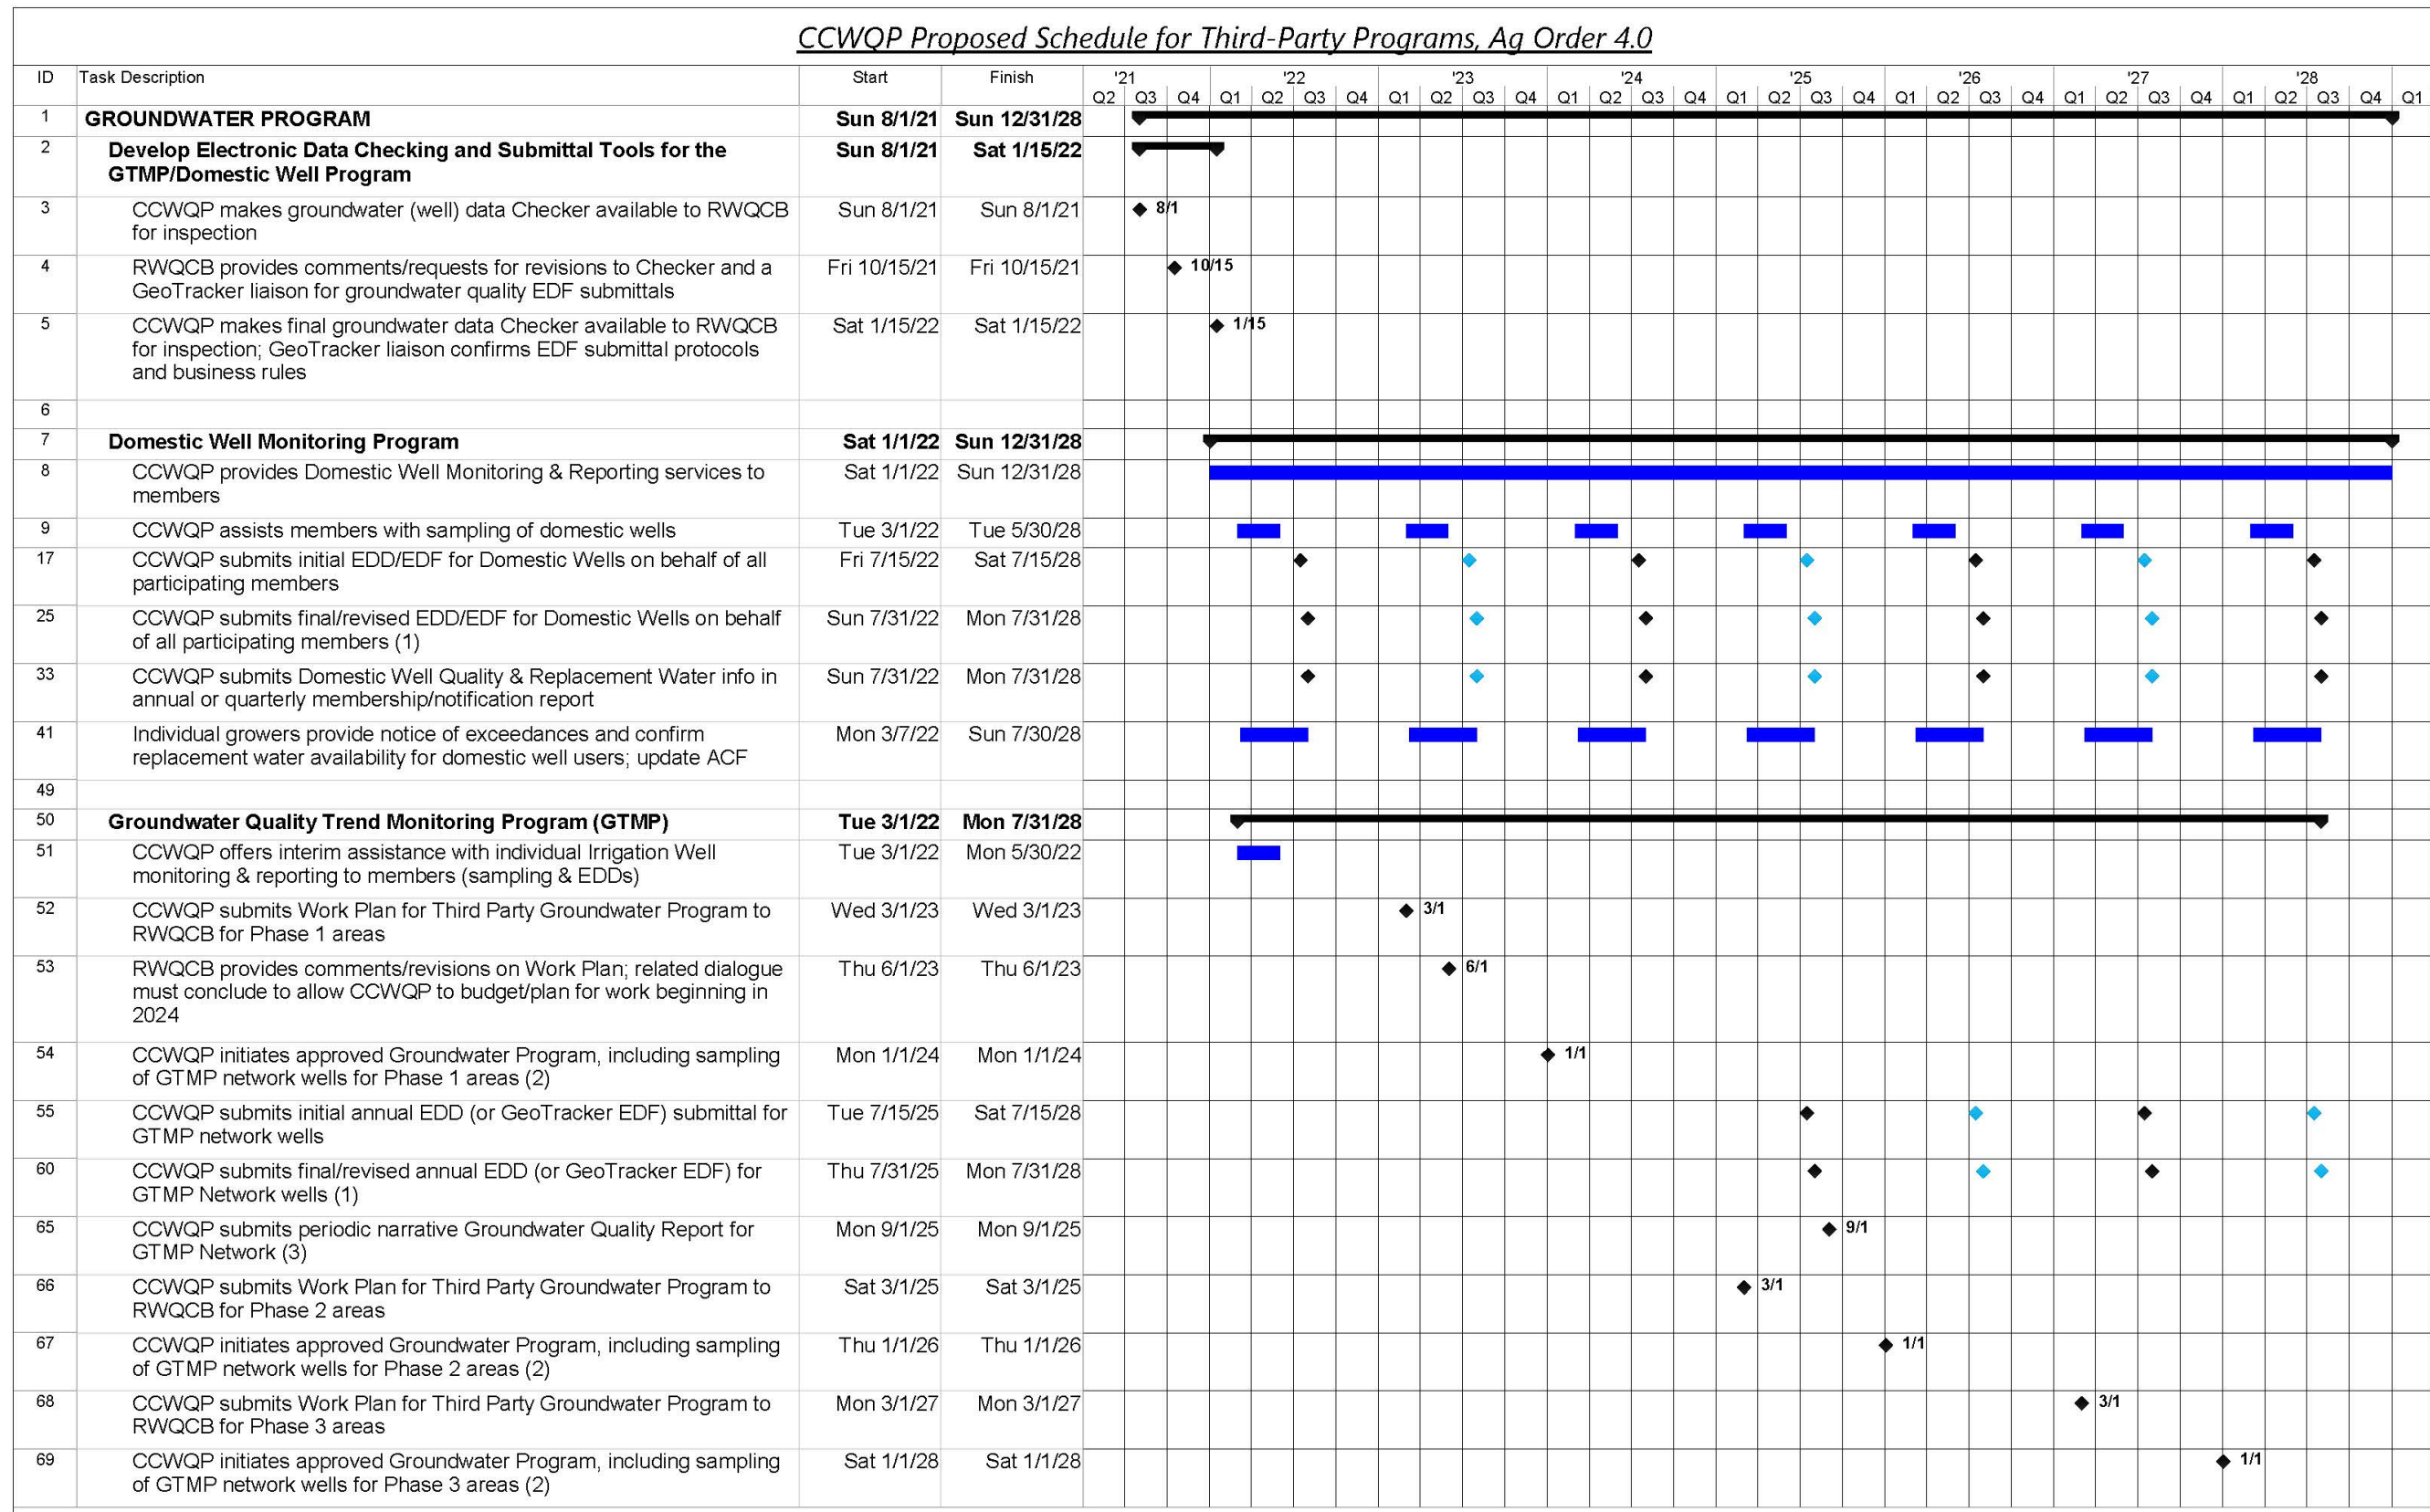 CCWQP Proposed Schedule for Third-Party Programs, Ag Order 4.0
ID Task Description Start Finish '21 '22 '23 '24 '25 '26 '27 '28
Q2 Q3 Q4 Q1 Q2 Q3 Q4 Q1 Q2 Q3 Q4 Q1 Q2 Q3 Q4 Q1 Q2 Q3 Q4 Q1 Q2 Q3 Q4 Q1 Q2 Q3 Q4 Q1 Q2 Q3 Q4 Q1
1 GROUNDWATER PROGRAM Sun 8/1/21 Sun 12/31/28
2 Develop Electronic Data Checking and Submittal Tools for the Sun 8/1/21 Sat 1/15/22
GTMP/Domestic Well Program
3 CCWQP makes groundwater (well) data Checker available to RWQCB Sun 8/1/21 Sun 8/1/21 8/1
for inspection
4 RWQCB provides comments/requests for revisions to Checker and a Fri 10/15/21 Fri 10/15/21 10/15
GeoTracker liaison for groundwater quality EDF submittals
5 CCWQP makes final groundwater data Checker available to RWQCB Sat 1/15/22 Sat 1/15/22 1/15
for inspection; GeoTracker liaison confirms EDF submittal protocols
and business rules
6
7 Domestic Well Monitoring Program Sat 1/1/22 Sun 12/31/28
8 CCWQP provides Domestic Well Monitoring & Reporting services to Sat 1/1/22 Sun 12/31/28
members
9 CCWQP assists members with sampling of domestic wells Tue 3/1/22 Tue 5/30/28
17 CCWQP submits initial EDD/EDF for Domestic Wells on behalf of all Fri 7/15/22 Sat 7/15/28
participating members
25 CCWQP submits final/revised EDD/EDF for Domestic Wells on behalf Sun 7/31/22 Mon 7/31/28
of all participating members (1)
33 CCWQP submits Domestic Well Quality & Replacement Water info in Sun 7/31/22 Mon 7/31/28
annual or quarterly membership/notification report
41 Individual growers provide notice of exceedances and confirm Mon 3/7/22 Sun 7/30/28
replacement water availability for domestic well users; update ACF
49
50 Groundwater Quality Trend Monitoring Program (GTMP) Tue 3/1/22 Mon 7/31/28
51 CCWQP offers interim assistance with individual Irrigation Well Tue 3/1/22 Mon 5/30/22
monitoring & reporting to members (sampling & EDDs)
52 CCWQP submits Work Plan for Third Party Groundwater Program to Wed 3/1/23 Wed 3/1/23 3/1
RWQCB for Phase 1 areas
53 RWQCB provides comments/revisions on Work Plan; related dialogue Thu 6/1/23 Thu 6/1/23 6/1
must conclude to allow CCWQP to budget/plan for work beginning in
2024
54 CCWQP initiates approved Groundwater Program, including sampling Mon 1/1/24 Mon 1/1/24 1/1
of GTMP network wells for Phase 1 areas (2)
55 CCWQP submits initial annual EDD (or GeoTracker EDF) submittal for Tue 7/15/25 Sat 7/15/28
GTMP network wells
60 CCWQP submits final/revised annual EDD (or GeoTracker EDF) for Thu 7/31/25 Mon 7/31/28
GTMP Network wells (1)
65 CCWQP submits periodic narrative Groundwater Quality Report for Mon 9/1/25 Mon 9/1/25 9/1
GTMP Network (3)
66 CCWQP submits Work Plan for Third Party Groundwater Program to Sat 3/1/25 Sat 3/1/25 3/1
RWQCB for Phase 2 areas
67 CCWQP initiates approved Groundwater Program, including sampling Thu 1/1/26 Thu 1/1/26 1/1
of GTMP network wells for Phase 2 areas (2)
68 CCWQP submits Work Plan for Third Party Groundwater Program to Mon 3/1/27 Mon 3/1/27 3/1
RWQCB for Phase 3 areas
69 CCWQP initiates approved Groundwater Program, including sampling Sat 1/1/28 Sat 1/1/28 1/1
of GTMP network wells for Phase 3 areas (2)